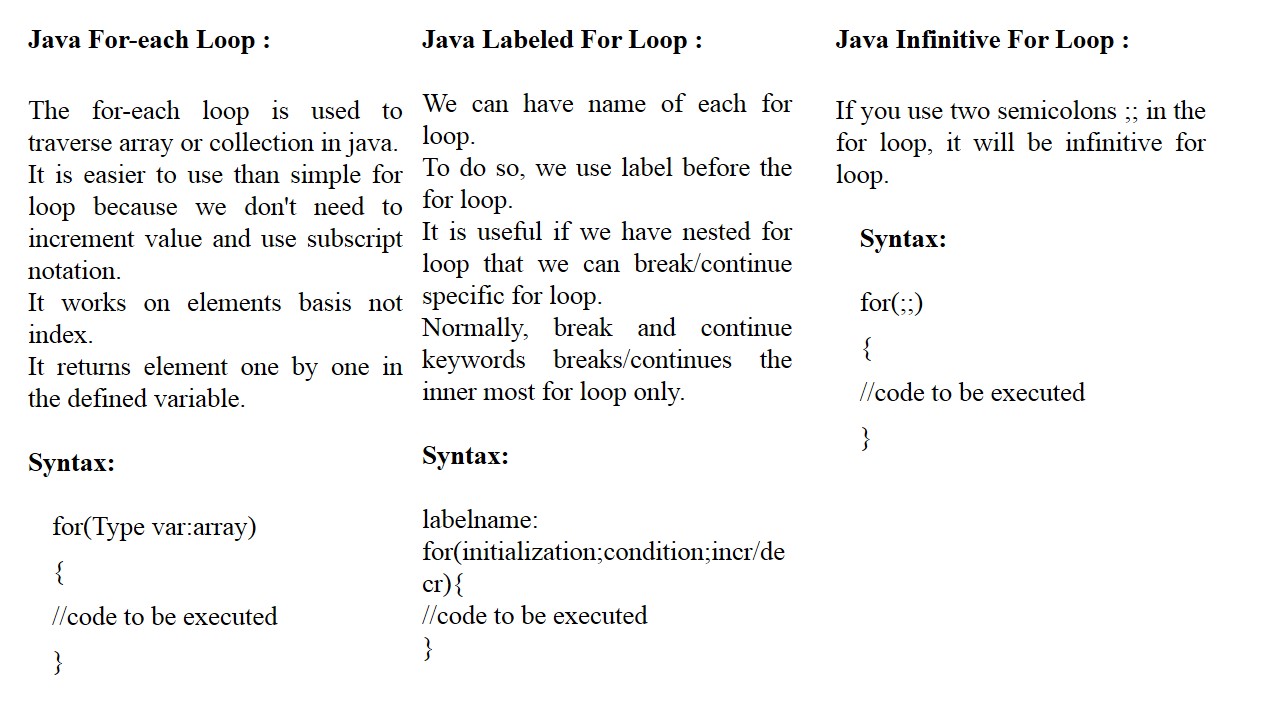 Java For-each Loop :
The for-each loop is used to
traverse array or collection in java.
It is easier to use than simple for
loop because we don't need to
increment value and use subscript
notation.
It works on elements basis not
index.
It returns element one by one in
the defined variable.
Syntax:
for(Type var:array)
{
//code to be executed
}
Java Labeled For Loop :
We can have name of each for
loop.
To do so, we use label before the
for loop.
It is useful if we have nested for
loop that we can break/continue
specific for loop.
Normally, break and continue
keywords breaks/continues the
inner most for loop only.
Syntax:
labelname:
for(initialization;condition;incr/de
cr){
//code to be executed
}
Java Infinitive For Loop :
If you use two semicolons ;; in the
for loop, it will be infinitive for
loop.
Syntax:
for(;;)
{
//code to be executed
}